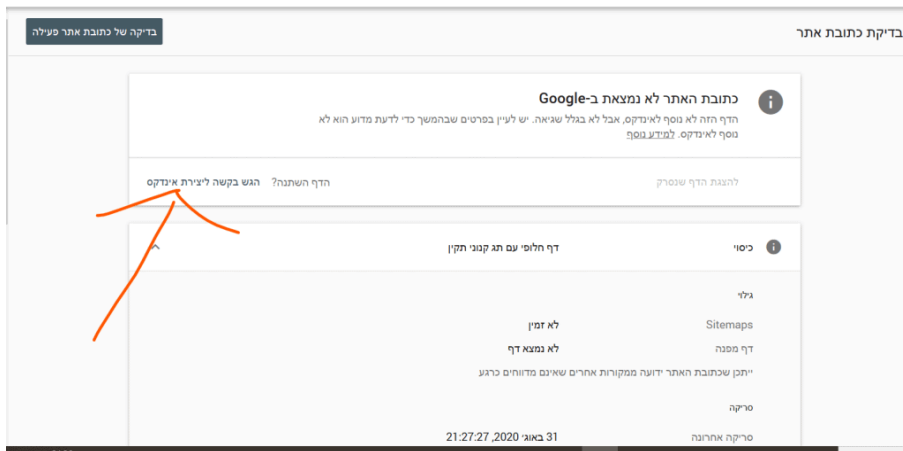 בדיקת כתובת אתר
בדיקה של כתובת אתר פעילה
כתובת האתר לא נמצאת ב-Google
הדף הזה לא נוסף לאינדקס, אבל לא בגלל שגיאה. יש לעיין בפרטים שבהמשך כדי לדעת מדוע הוא לא
נוסף לאינדקס. למידע נוסף
להצגת הדף שנסרק
הדף השתנה? הגש בקשה ליצירת אינדקס
כיסוי
דף חלופי עם תג קנוני תקין
גילוי
Sitemaps
לא זמין
דף מפנה
לא נמצא דף
ייתכן שכתובת האתר ידועה ממקורות אחרים שאינם מדווחים כרגע
סריקה
סריקה אחרונה
31 באוג׳ 2020, 21:27:27